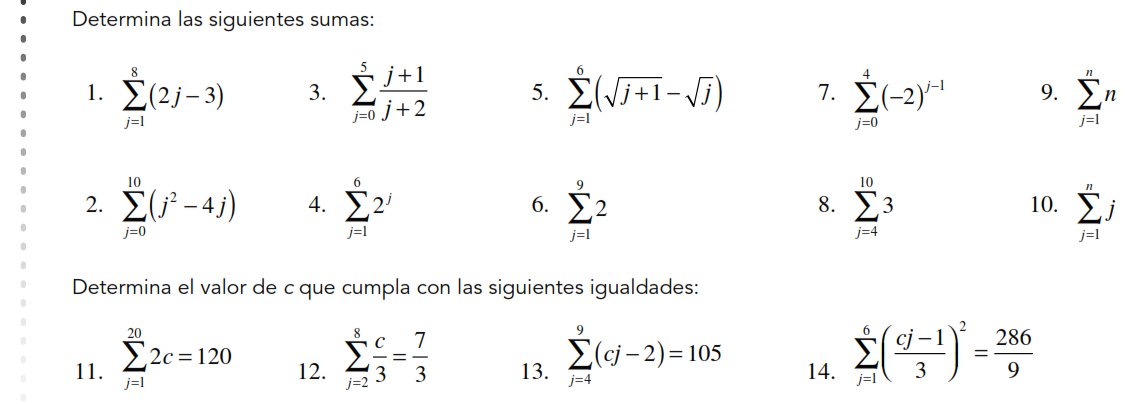 Determina las siguientes sumas:
1. $\sum_{j=1}^{8}(2j-3)$ 3. $\sum_{j=0}^{5}\frac{j+1}{j+2}$ 5. $\sum_{j=1}^{6}\left(\sqrt{j+1}-\sqrt{j}\right)$ 7. $\sum_{j=0}^{4}(-2)^{j-1}$ 9. $\sum_{j=1}^{n}n$
2. $\sum_{j=0}^{10}(j^2-4j)$ 4. $\sum_{j=1}^{6}2^j$ 6. $\sum_{j=1}^{9}2$ 8. $\sum_{j=4}^{10}3$ 10. $\sum_{j=1}^{n}j$
Determina el valor de c que cumpla con las siguientes igualdades:
11. $\sum_{j=1}^{20}2c=120$ 12. $\sum_{j=2}^{8}\frac{c}{3}=\frac{7}{3}$ 13. $\sum_{j=4}^{9}(cj-2)=105$ 14. $\sum_{j=1}^{6}\left(\frac{cj-1}{3}\right)^2=\frac{286}{9}$